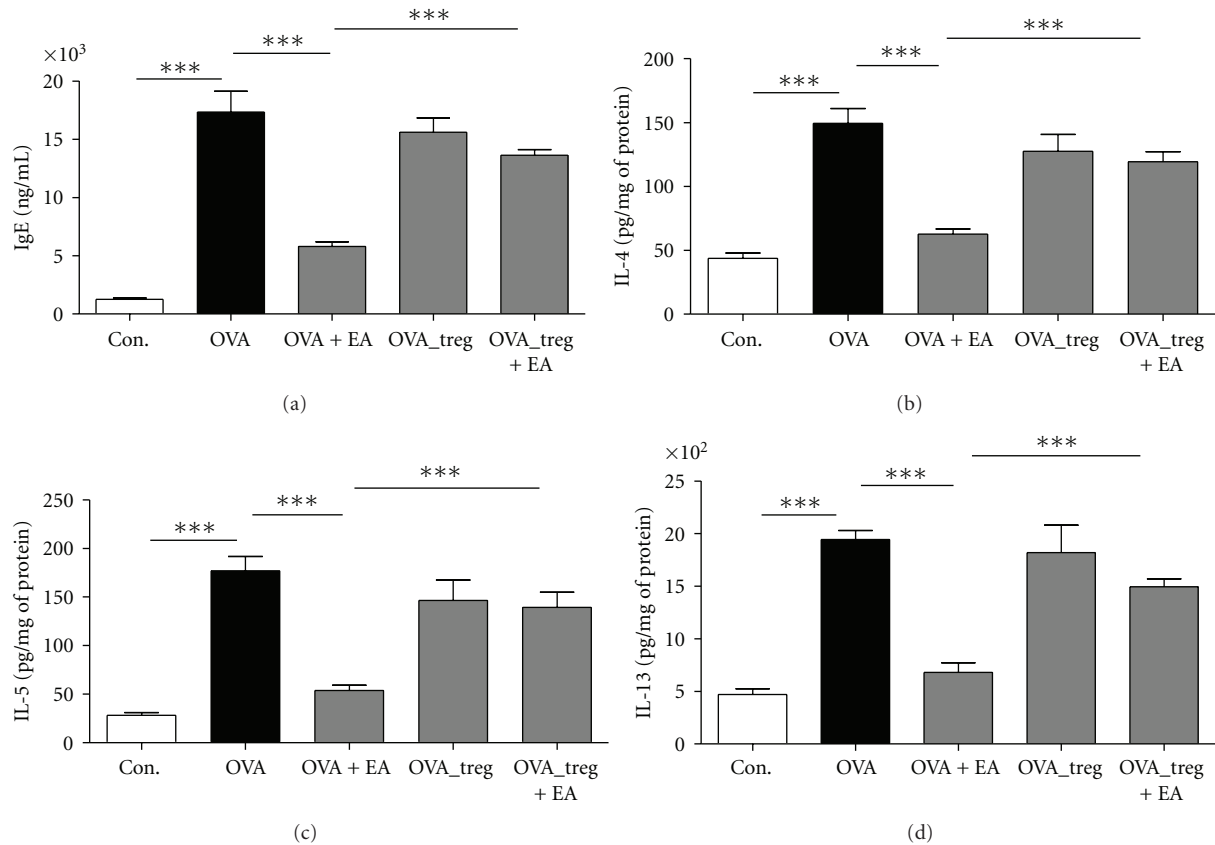 ×10³
***
***
***
20
15
10
5
0
IgE (ng/mL)
Con.
OVA
OVA + EA
OVA_treg
OVA_treg
+ EA
(a)
***
***
***
200
150
100
50
0
IL-4 (pg/mg of protein)
Con.
OVA
OVA + EA
OVA_treg
OVA_treg
+ EA
(b)
***
***
***
250
200
150
100
50
0
IL-5 (pg/mg of protein)
Con.
OVA
OVA + EA
OVA_treg
OVA_treg
+ EA
(c)
×10²
***
***
***
25
20
15
10
5
0
IL-13 (pg/mg of protein)
Con.
OVA
OVA + EA
OVA_treg
OVA_treg
+ EA
(d)